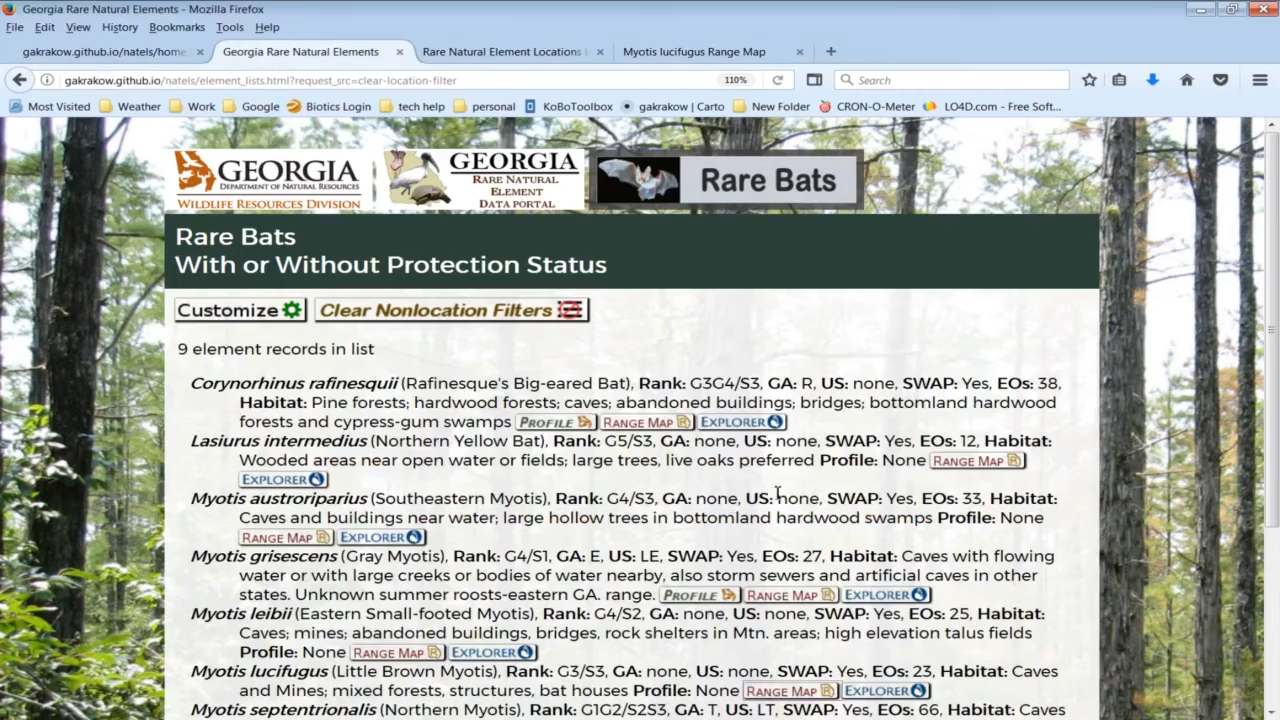 Georgia Rare Natural Elements - Mozilla Firefox
File Edit View History Bookmarks Tools Help
gakrakow.github.io/natels/home. × Georgia Rare Natural Elements × Rare Natural Element Locations × Myotis lucifugus Range Map × +
gakrakow.github.io/natels/element_lists.html?request_src=clear-location-filter 110% Search
Most Visited Weather Work Google Biotics Login tech help personal KoBoToolbox gakrakow | Carto New Folder CRON-O-Meter LO4D.com - Free Soft...
GEORGIA
DEPARTMENT OF NATURAL RESOURCES
WILDLIFE RESOURCES DIVISION
GEORGIA
RARE NATURAL
ELEMENT
DATA PORTAL
Rare Bats
Rare Bats
With or Without Protection Status
Customize Clear Nonlocation Filters
9 element records in list
Corynorhinus rafinesquii (Rafinesque's Big-eared Bat), Rank: G3G4/S3, GA: R, US: none, SWAP: Yes, EOs: 38,
Habitat: Pine forests; hardwood forests; caves; abandoned buildings; bridges; bottomland hardwood
forests and cypress-gum swamps PROFILE RANGE MAP EXPLORER
Lasiurus intermedius (Northern Yellow Bat), Rank: G5/S3, GA: none, US: none, SWAP: Yes, EOs: 12, Habitat:
Wooded areas near open water or fields; large trees, live oaks preferred Profile: None RANGE MAP
EXPLORER
Myotis austroriparius (Southeastern Myotis), Rank: G4/S3, GA: none, US: none, SWAP: Yes, EOs: 33, Habitat:
Caves and buildings near water; large hollow trees in bottomland hardwood swamps Profile: None
RANGE MAP EXPLORER
Myotis grisescens (Gray Myotis), Rank: G4/S1, GA: E, US: LE, SWAP: Yes, EOs: 27, Habitat: Caves with flowing
water or with large creeks or bodies of water nearby, also storm sewers and artificial caves in other
states. Unknown summer roosts-eastern GA. range. PROFILE RANGE MAP EXPLORER
Myotis leibii (Eastern Small-footed Myotis), Rank: G4/S2, GA: none, US: none, SWAP: Yes, EOs: 25, Habitat:
Caves; mines; abandoned buildings, bridges, rock shelters in Mtn. areas; high elevation talus fields
Profile: None RANGE MAP EXPLORER
Myotis lucifugus (Little Brown Myotis), Rank: G3/S3, GA: none, US: none, SWAP: Yes, EOs: 23, Habitat: Caves
and Mines; mixed forests, structures, bat houses Profile: None RANGE MAP EXPLORER
Myotis septentrionalis (Northern Myotis), Rank: G1G2/S2S3, GA: T, US: LT, SWAP: Yes, EOs: 66, Habitat: Caves